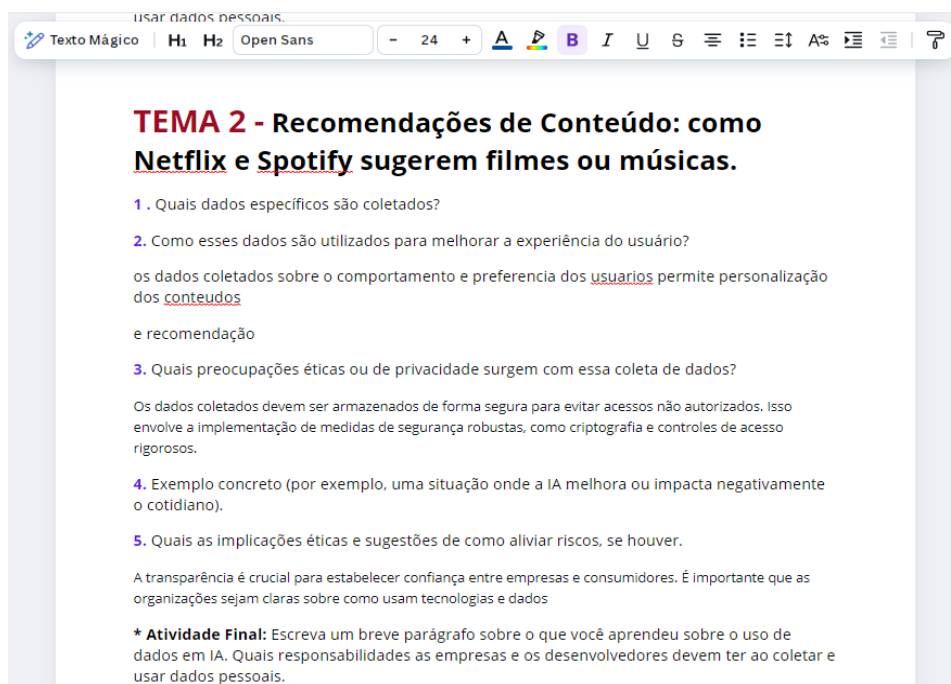 usar dados pessoais.
Texto Mágico H1 H2 Open Sans - 24 + A B I U S A
TEMA 2 - Recomendações de Conteúdo: como
Netflix e Spotify sugerem filmes ou músicas.
1 . Quais dados específicos são coletados?
2. Como esses dados são utilizados para melhorar a experiência do usuário?
os dados coletados sobre o comportamento e preferencia dos usuarios permite personalização
dos conteudos
e recomendação
3. Quais preocupações éticas ou de privacidade surgem com essa coleta de dados?
Os dados coletados devem ser armazenados de forma segura para evitar acessos não autorizados. Isso
envolve a implementação de medidas de segurança robustas, como criptografia e controles de acesso
rigorosos.
4. Exemplo concreto (por exemplo, uma situação onde a IA melhora ou impacta negativamente
o cotidiano).
5. Quais as implicações éticas e sugestões de como aliviar riscos, se houver.
A transparência é crucial para estabelecer confiança entre empresas e consumidores. É importante que as
organizações sejam claras sobre como usam tecnologias e dados
* Atividade Final: Escreva um breve parágrafo sobre o que você aprendeu sobre o uso de
dados em IA. Quais responsabilidades as empresas e os desenvolvedores devem ter ao coletar e
usar dados pessoais.